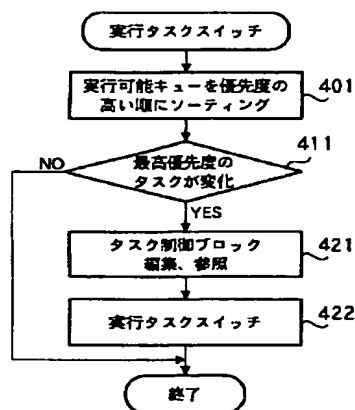 実行タスクスイッチ
実行可能キューを優先度の
高い順にソーティング
401
411
最高優先度の
タスクが変化
NO
YES
タスク制御ブロック
編集、参照
421
実行タスクスイッチ
422
終了